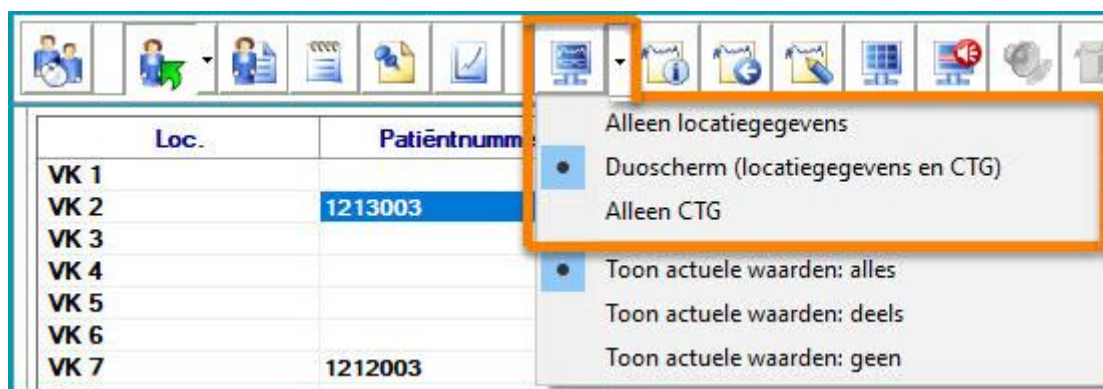 Loc. Patiëntnumme
VK 1
VK 2 1213003
VK 3
VK 4
VK 5
VK 6
VK 7 1212003
Alleen locatiegegevens
Duoscherm (locatiegegevens en CTG)
Alleen CTG
Toon actuele waarden: alles
Toon actuele waarden: deels
Toon actuele waarden: geen